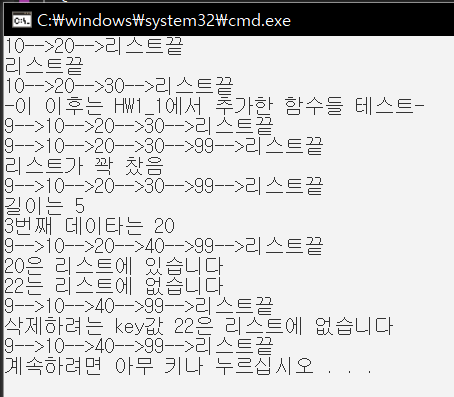 C:₩windows₩system32₩cmd.exe
10-->20-->리스트끝
리스트끝
10-->20-->30-->리스트끝
-이 이후는 HW1_1에서 추가한 함수들 테스트-
9-->10-->20-->30-->리스트끝
9-->10-->20-->30-->99-->리스트끝
리스트가 꽉 찼음
9-->10-->20-->30-->99-->리스트끝
길이는 5
3번째 데이타는 20
9-->10-->20-->40-->99-->리스트끝
20은 리스트에 있습니다
22는 리스트에 없습니다
9-->10-->40-->99-->리스트끝
삭제하려는 key값 22은 리스트에 없습니다
9-->10-->40-->99-->리스트끝
계속하려면 아무 키나 누르십시오 . . .